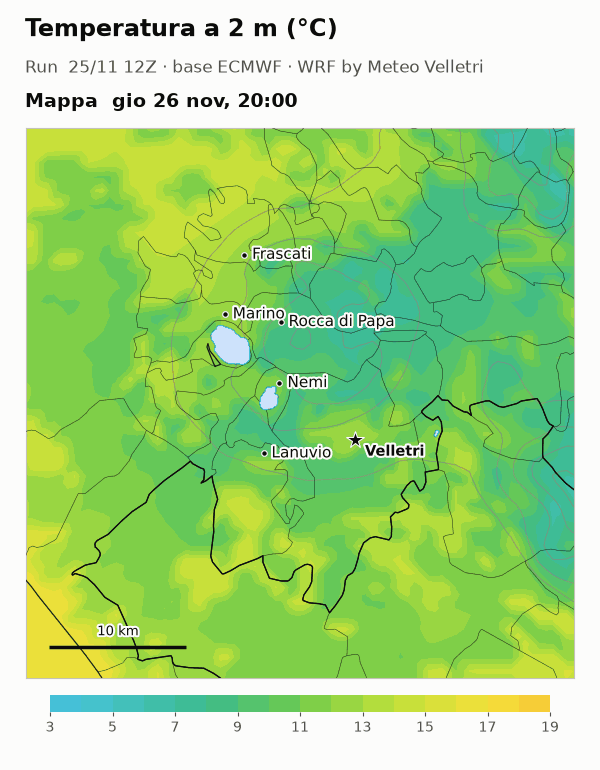 Temperatura a 2 m (°C)
Run  25/11 12Z · base ECMWF · WRF by Meteo Velletri
Mappa  gio 26 nov, 20:00
Frascati
Marino
Rocca di Papa
Nemi
Velletri
Lanuvio
10 km
3 5 7 9 11 13 15 17 19